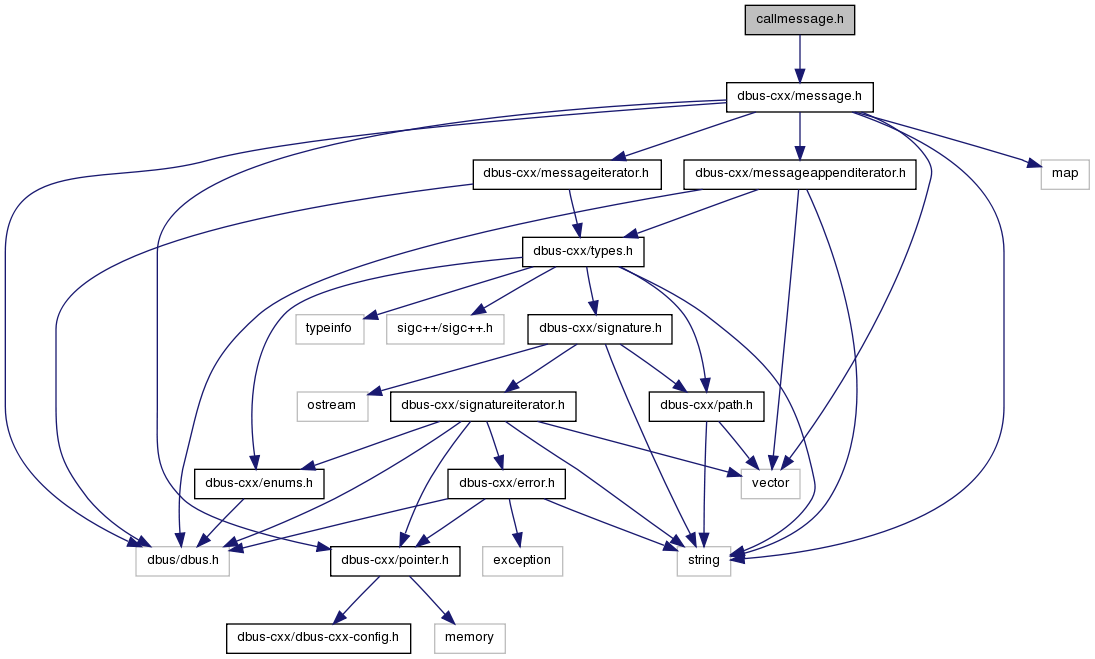 callmessage.h
dbus-cxx/message.h
dbus-cxx/messageiterator.h
dbus-cxx/messageappenditerator.h
map
dbus-cxx/types.h
typeinfo
sigc++/sigc++.h
dbus-cxx/signature.h
ostream
dbus-cxx/signatureiterator.h
dbus-cxx/path.h
dbus-cxx/enums.h
dbus-cxx/error.h
vector
dbus/dbus.h
dbus-cxx/pointer.h
exception
string
dbus-cxx/dbus-cxx-config.h
memory